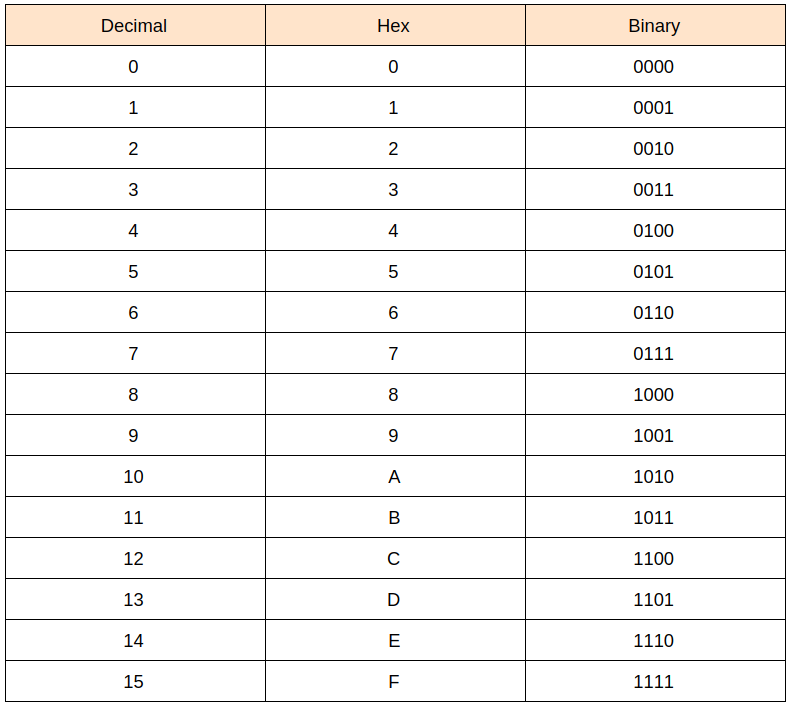 Decimal Hex Binary
0 0 0000
1 1 0001
2 2 0010
3 3 0011
4 4 0100
5 5 0101
6 6 0110
7 7 0111
8 8 1000
9 9 1001
10 A 1010
11 B 1011
12 C 1100
13 D 1101
14 E 1110
15 F 1111